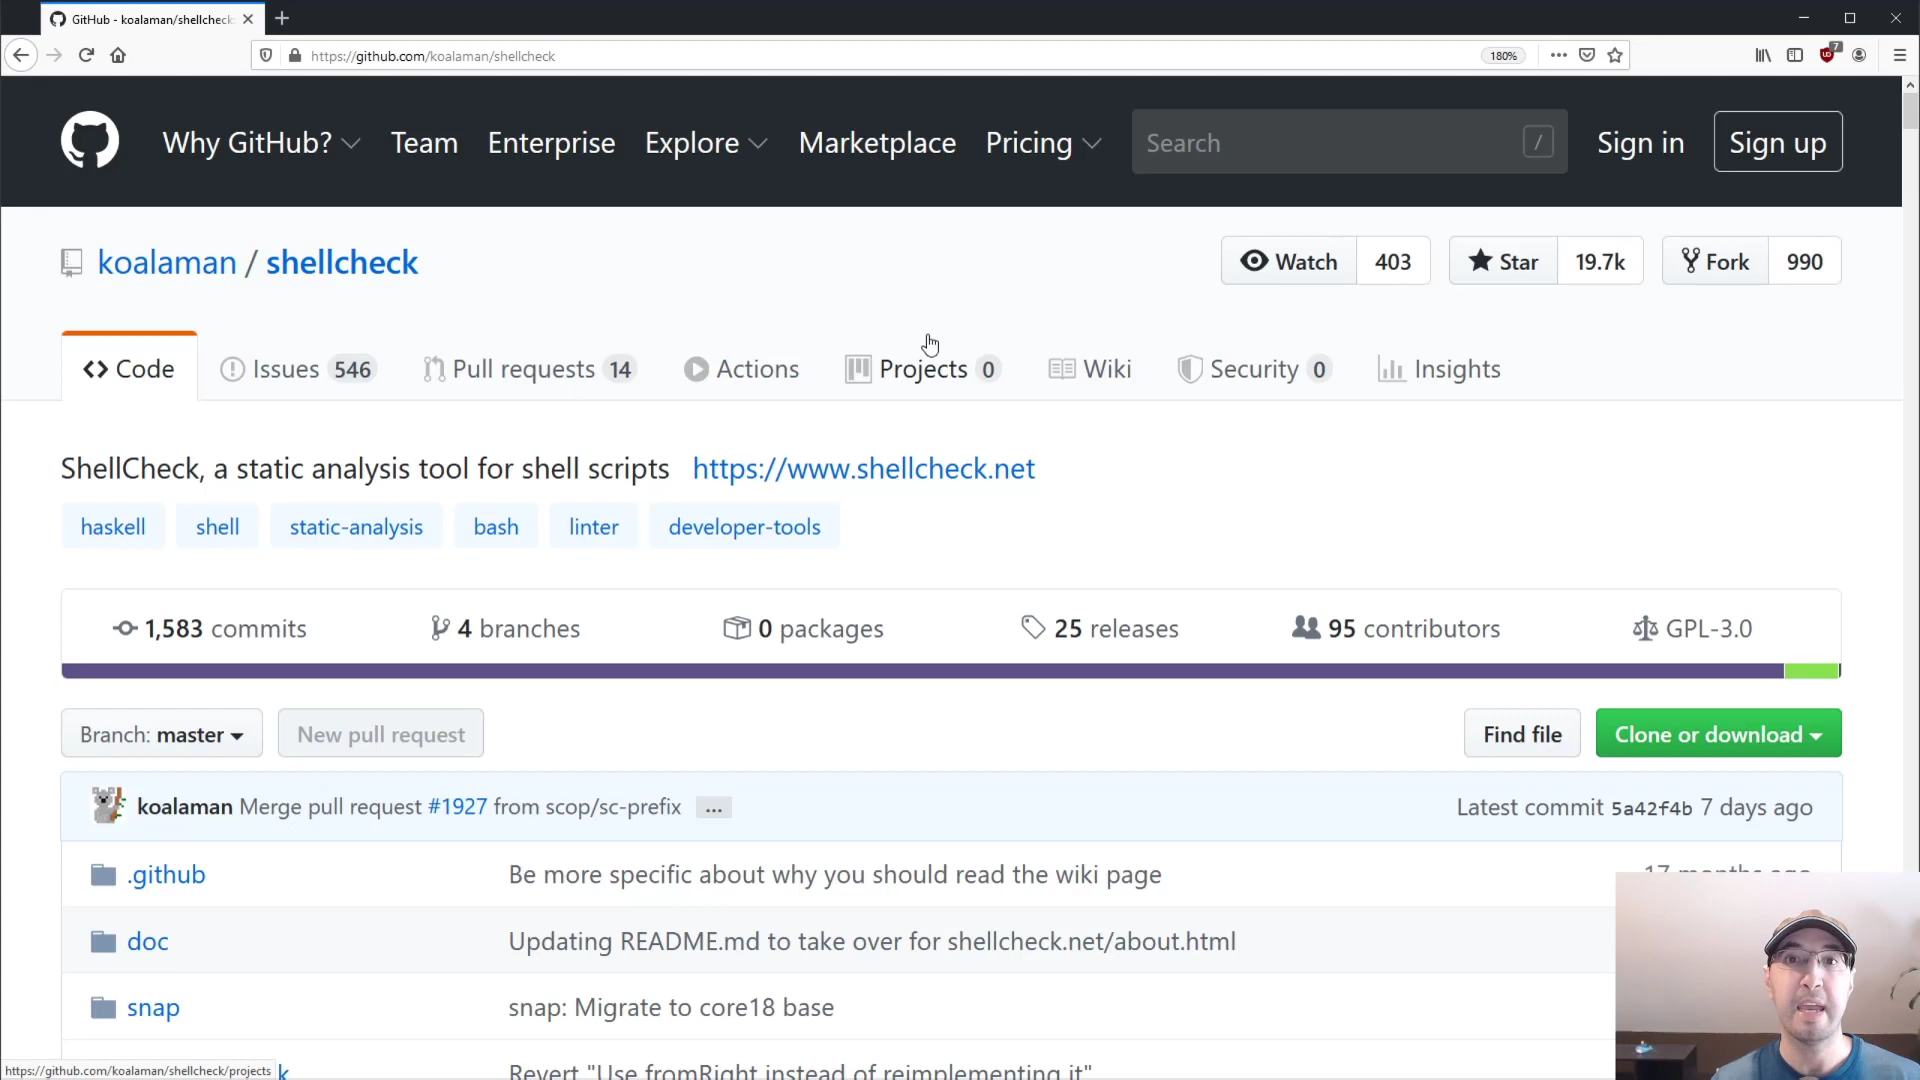 GitHub - koalaman/shellcheck:
https://github.com/koalaman/shellcheck
180%
7
Why GitHub?
Team
Enterprise
Explore
Marketplace
Pricing
Search
/
Sign in
Sign up
koalaman / shellcheck
Watch 403
Star 19.7k
Fork 990
Code
Issues 546
Pull requests 14
Actions
Projects 0
Wiki
Security 0
Insights
ShellCheck, a static analysis tool for shell scripts https://www.shellcheck.net
haskell
shell
static-analysis
bash
linter
developer-tools
1,583 commits
4 branches
0 packages
25 releases
95 contributors
GPL-3.0
Branch: master
New pull request
Find file
Clone or download
koalaman Merge pull request #1927 from scop/sc-prefix ...
Latest commit 5a42f4b 7 days ago
.github
Be more specific about why you should read the wiki page
17 months ago
doc
Updating README.md to take over for shellcheck.net/about.html
snap
snap: Migrate to core18 base
Revert "Use fromRight instead of reimplementing it"
https://github.com/koalaman/shellcheck/projects